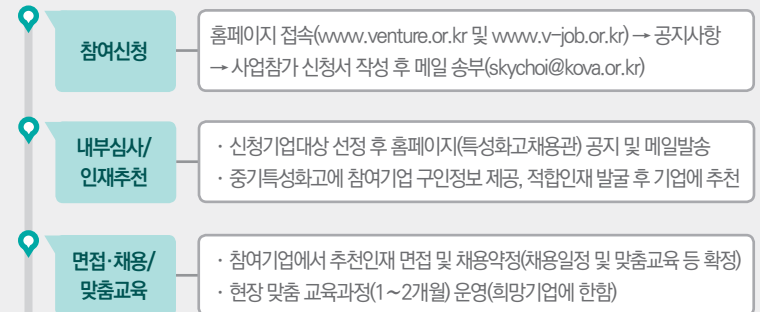 참여신청
홈페이지 접속(www.venture.or.kr 및 www.v-job.or.kr) → 공지사항
→ 사업참가 신청서 작성 후 메일 송부(skychoi@kova.or.kr)
내부심사/
인재추천
· 신청기업대상 선정 후 홈페이지(특성화고채용관) 공지 및 메일발송
· 중기특성화고에 참여기업 구인정보 제공, 적합인재 발굴 후 기업에 추천
면접·채용/
맞춤교육
· 참여기업에서 추천인재 면접 및 채용약정(채용일정 및 맞춤교육 등 확정)
· 현장 맞춤 교육과정(1~2개월) 운영(희망기업에 한함)